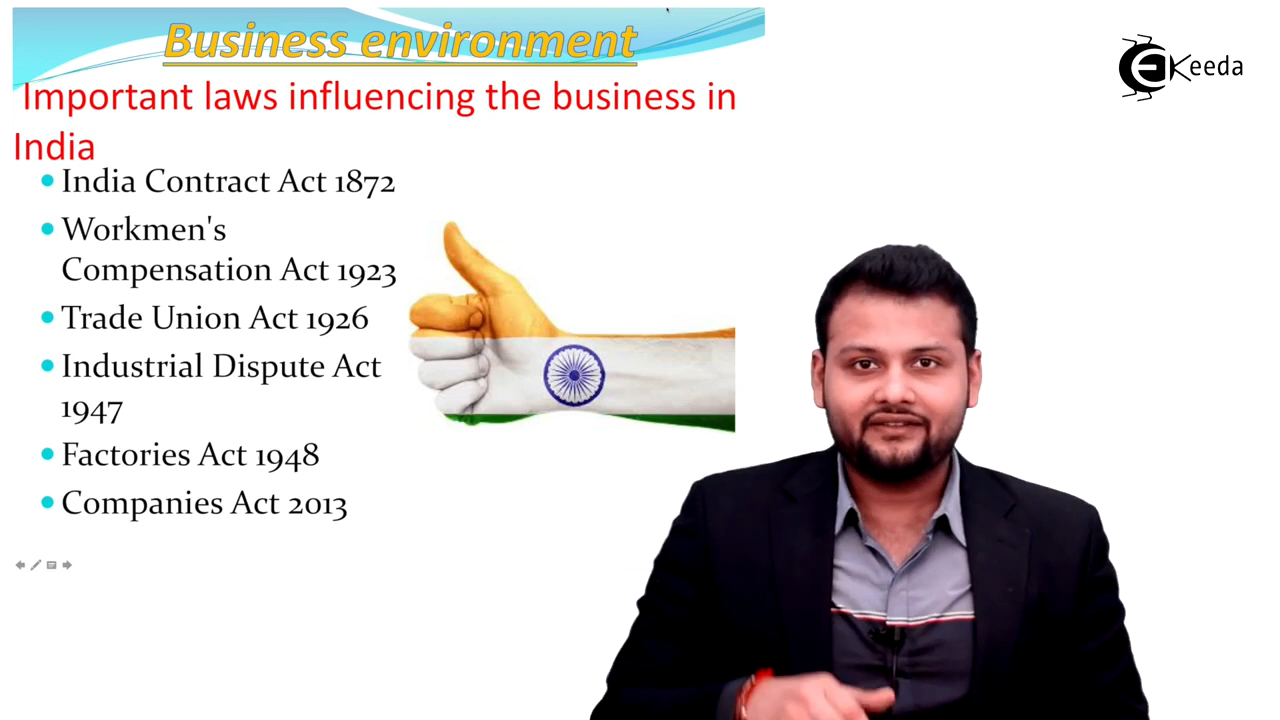 Business environment
Important laws influencing the business in
India
India Contract Act 1872
Workmen's
Compensation Act 1923
Trade Union Act 1926
Industrial Dispute Act
1947
Factories Act 1948
Companies Act 2013
EKeeda